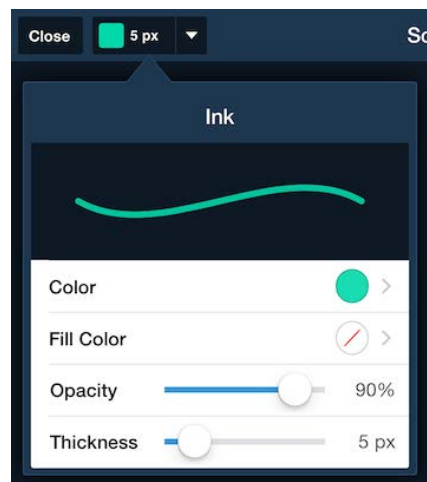 Close 5 px Sc
Ink
Color
Fill Color
Opacity 90%
Thickness 5 px